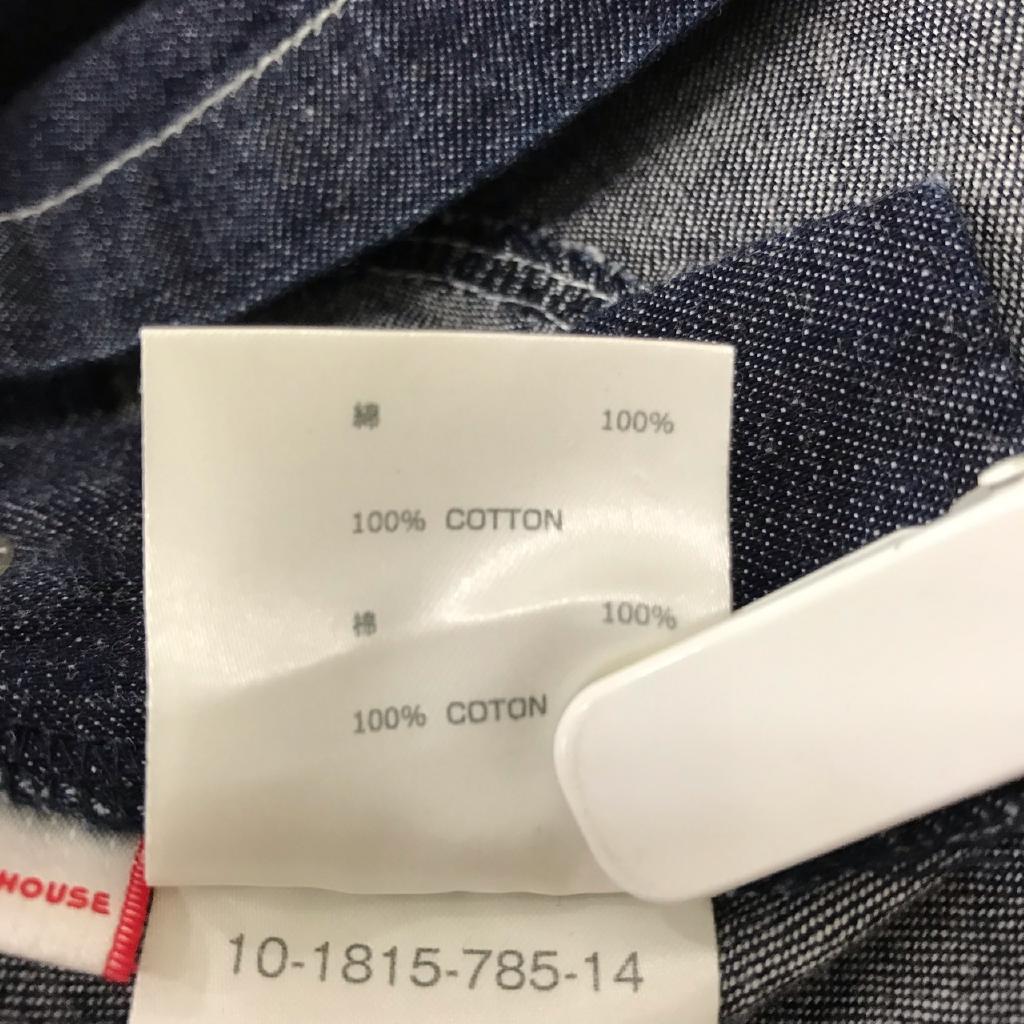 綿 100%
100% COTTON
棉 100%
100% COTON
HOUSE
10-1815-785-14